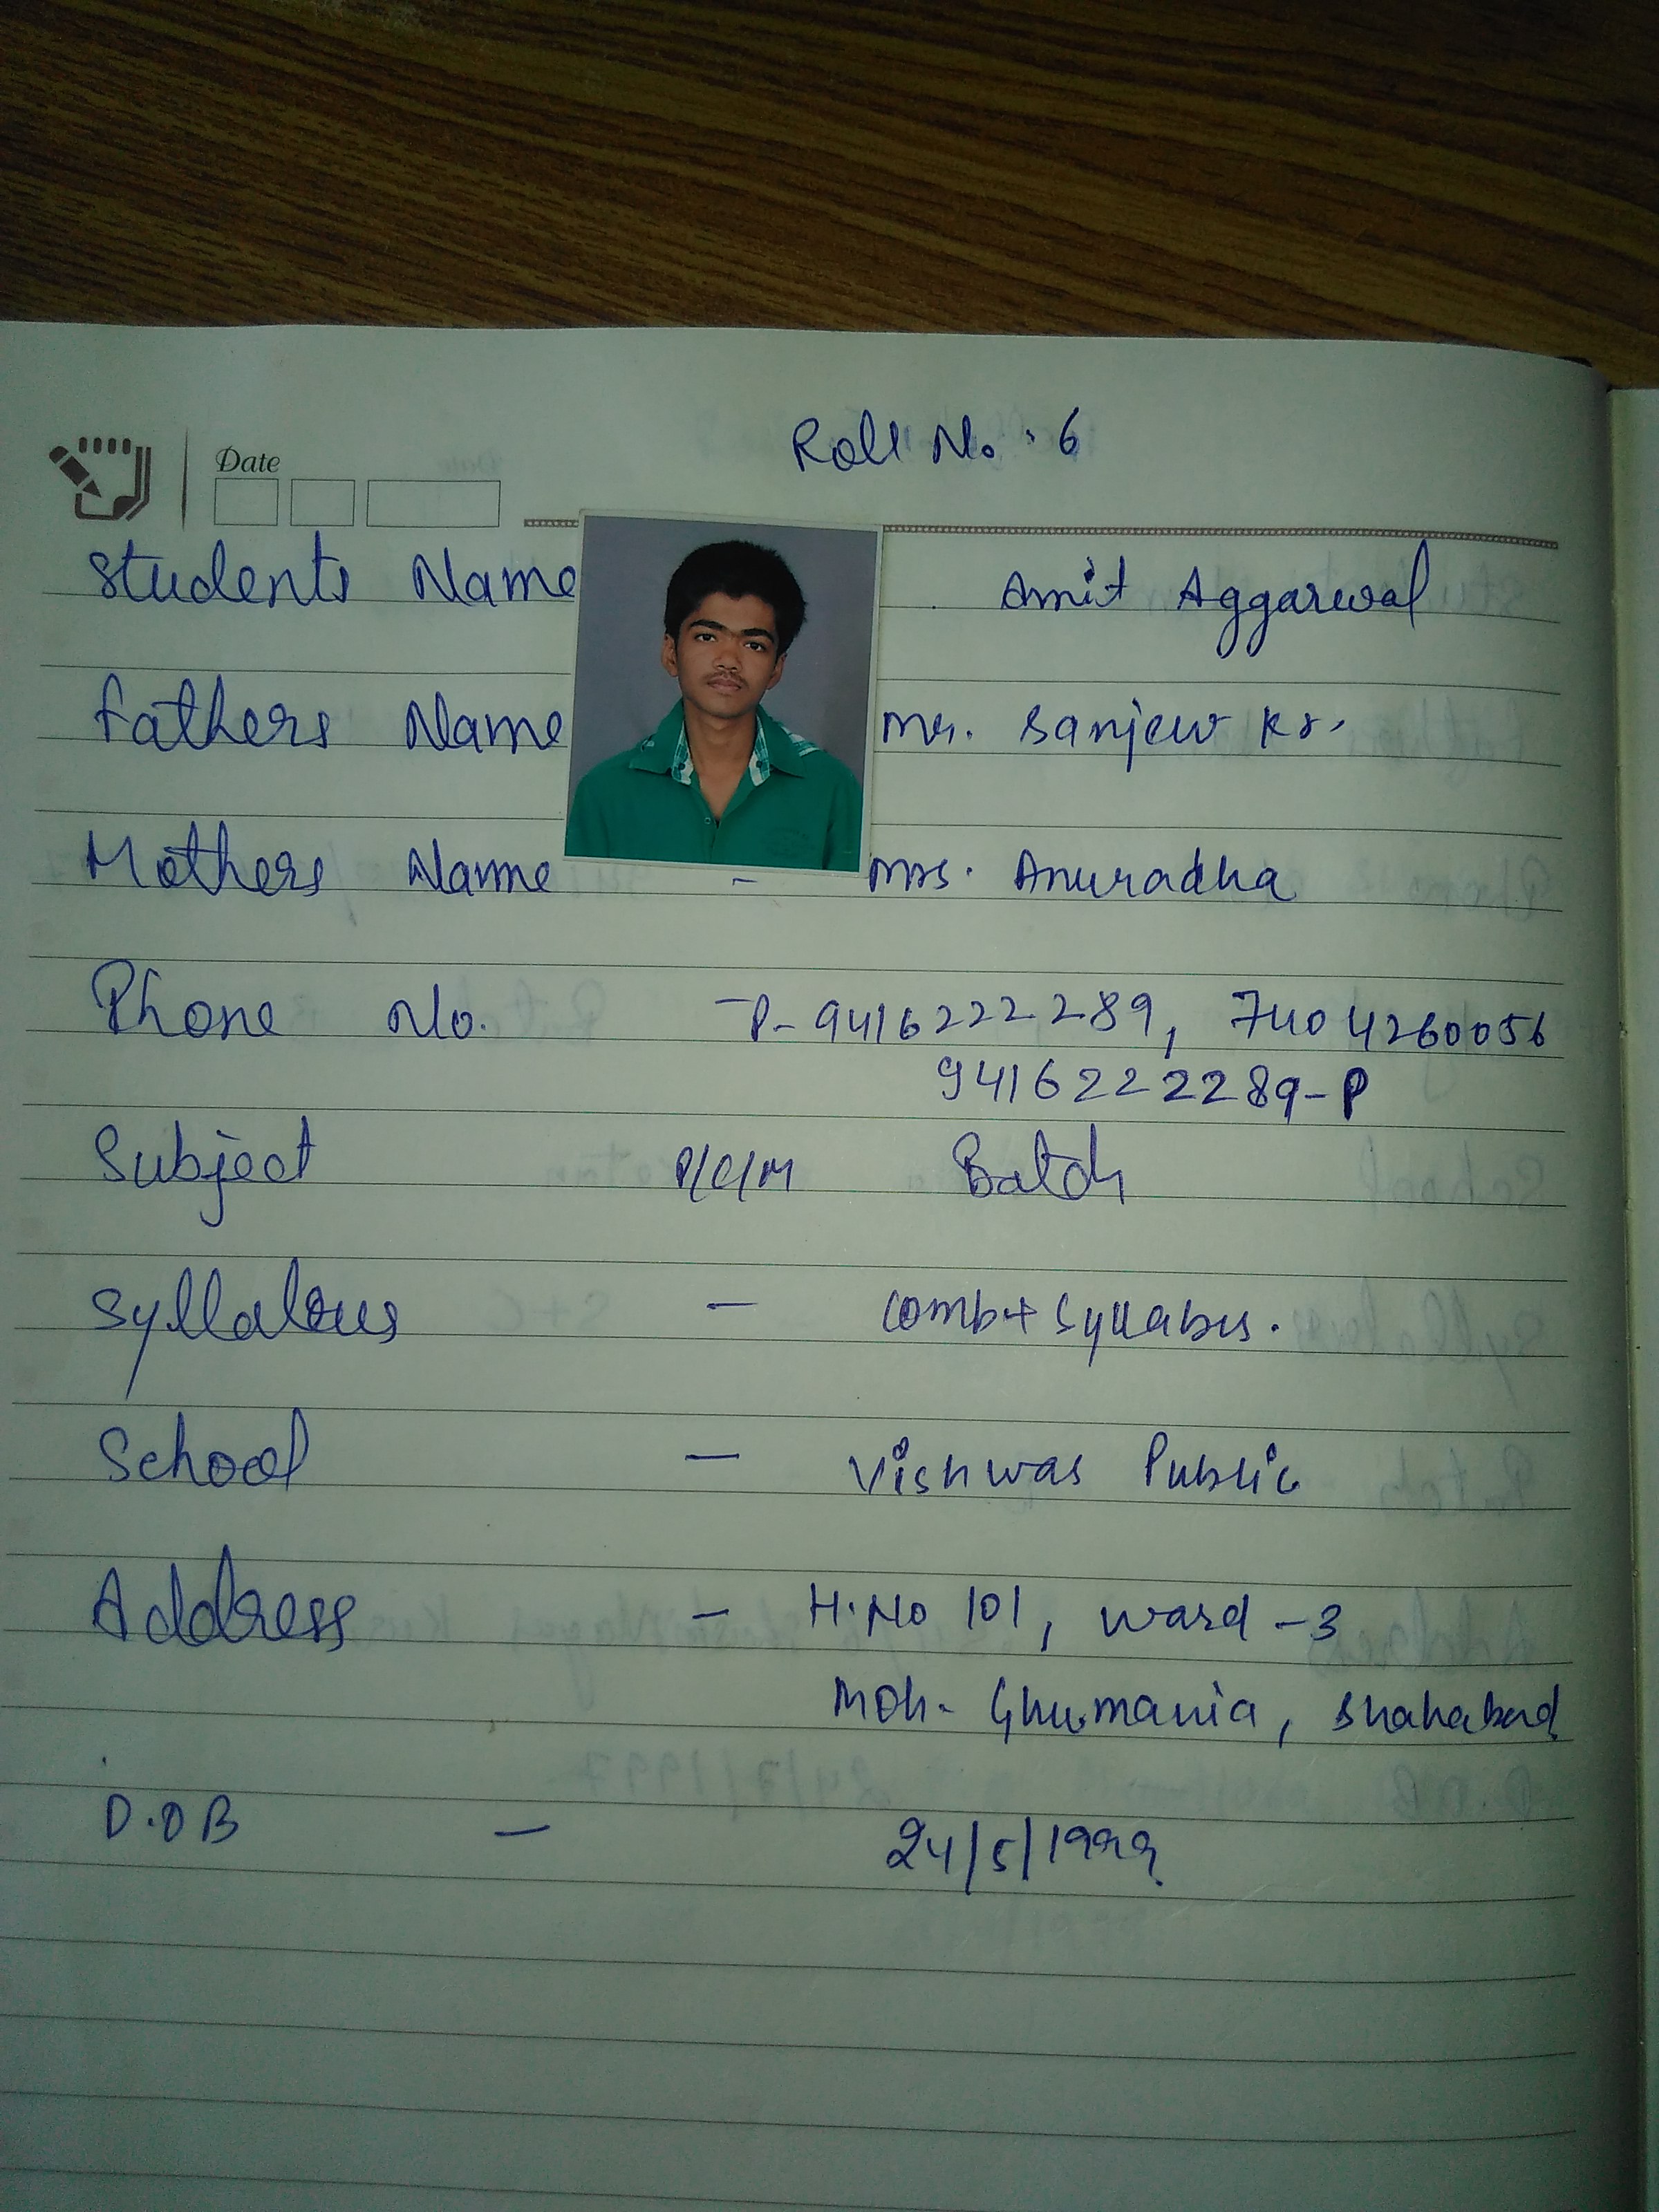 Roll No. 6
Date
Students Name Amit Aggarwal
Fathers Name Mr. Sanjeev Kr.
Mothers Name - Mrs. Anuradha
Phone No. - P- 9416222289, 7404260056
9416222289-P
Subject P/C/M Batch
Syllabus - Comb+ Syllabus.
School - Vishwas Public
Address - H.No 101, ward -3
Moh- Ghumania, Shahabad
D.O.B - 24/5/1999